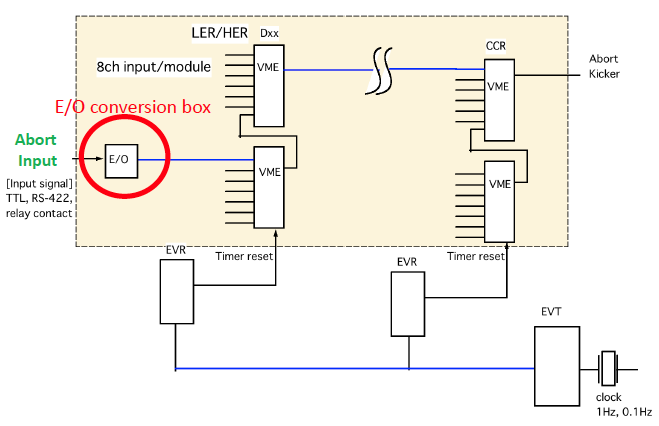 LER/HER Dxx
8ch input/module
VME
CCR
VME
Abort
Kicker
E/O conversion box
Abort
Input
E/O
[Input signal]
TTL, RS-422,
relay contact
VME
VME
EVR
Timer reset
EVR
Timer reset
EVT
clock
1Hz, 0.1Hz